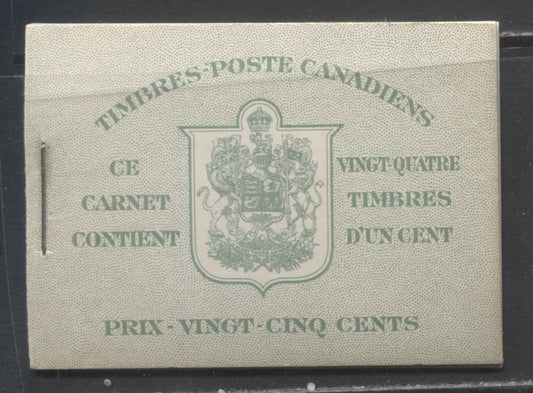 TIMBRES-POSTE CANADIENS
CE
CARNET
CONTIENT
VINGT-QUATRE
TIMBRES
D'UN CENT
PRIX-VINGT-CINQ CENTS